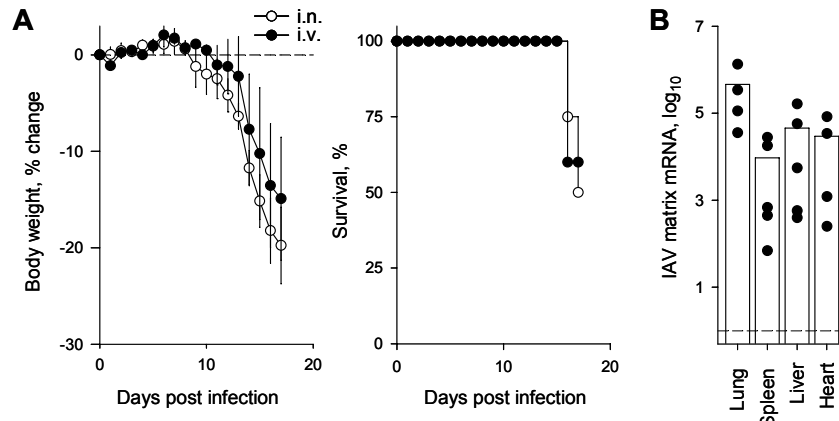 A
i.n.
i.v.
0
-10
-20
-30
Body weight, % change
0
10
20
Days post infection
100
75
50
25
0
Survival, %
0
10
20
Days post infection
B
7
5
3
1
IAV matrix mRNA, log10
Lung
Spleen
Liver
Heart